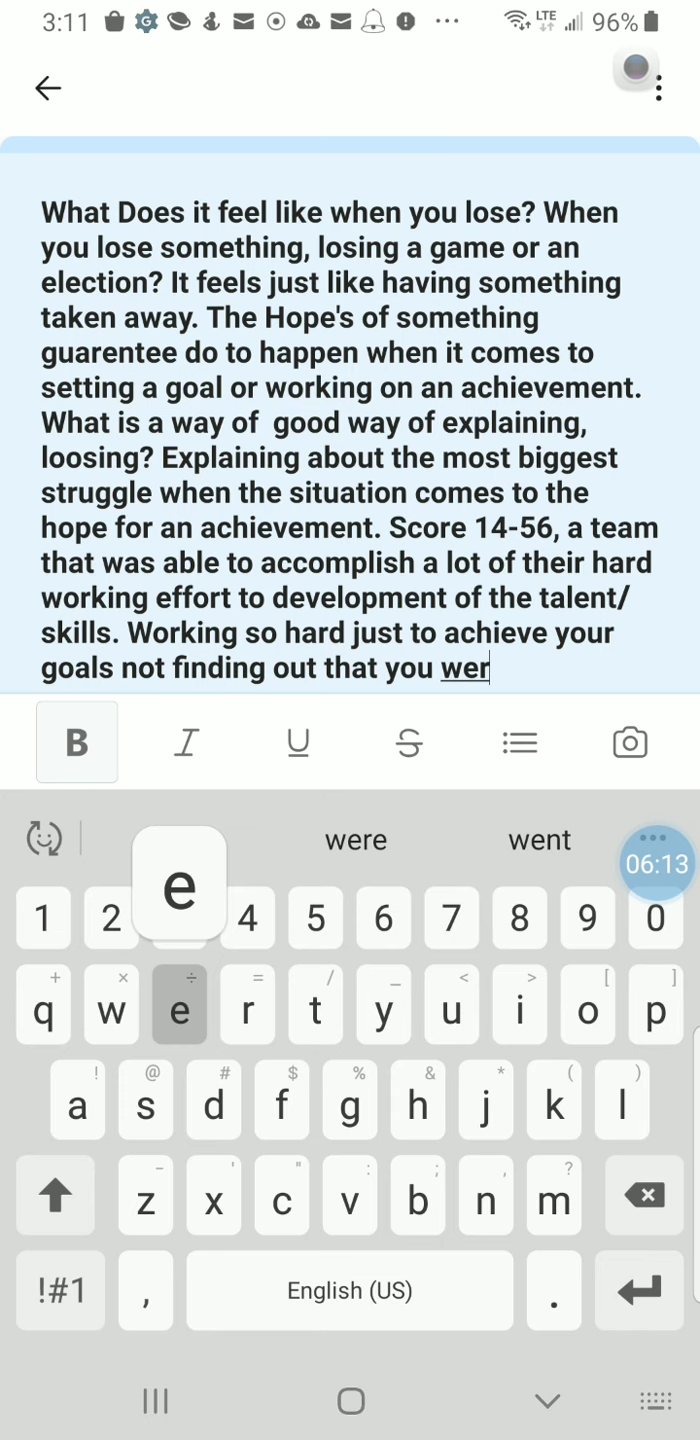 3:11 LTE 96%
What Does it feel like when you lose? When
you lose something, losing a game or an
election? It feels just like having something
taken away. The Hope's of something
guarentee do to happen when it comes to
setting a goal or working on an achievement.
What is a way of  good way of explaining,
loosing? Explaining about the most biggest
struggle when the situation comes to the
hope for an achievement. Score 14-56, a team
that was able to accomplish a lot of their hard
working effort to development of the talent/
skills. Working so hard just to achieve your
goals not finding out that you wer
B I U S
were went
06:13
e
1 2 4 5 6 7 8 9 0
+ × ÷ = / _ < > [ ]
q w e r t y u i o p
! @ # $ % & * ( )
a s d f g h j k l
- ' " : ; , ?
z x c v b n m
!#1 , English (US) .